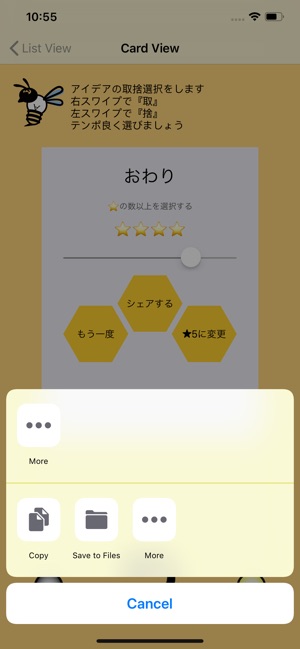 10:55
List View
Card View
アイデアの取捨選択をします
右スワイプで『取』
左スワイプで『捨』
テンポ良く選びましょう
おわり
⭐の数以上を選択する
⭐⭐⭐⭐
シェアする
もう一度
★5に変更
More
Copy
Save to Files
More
Cancel